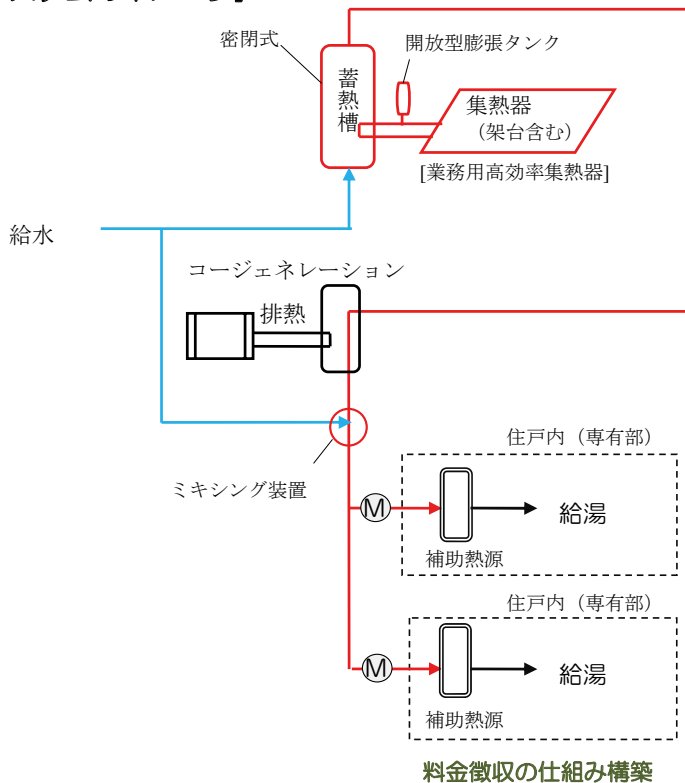 密閉式
開放型膨張タンク
蓄熱槽
集熱器
（架台含む）
[業務用高効率集熱器]
給水
コージェネレーション
排熱
ミキシング装置
住戸内（専有部）
M
給湯
補助熱源
住戸内（専有部）
M
給湯
補助熱源
料金徴収の仕組み構築